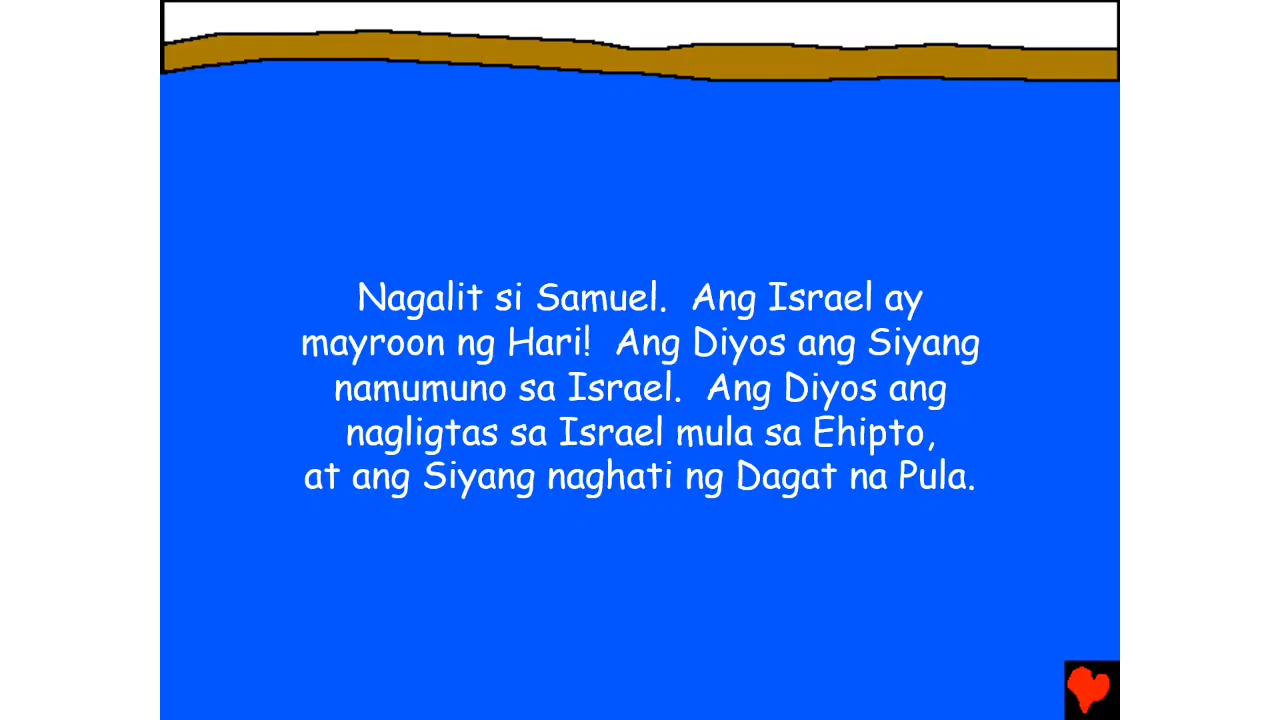 Nagalit si Samuel.  Ang Israel ay
mayroon ng Hari!  Ang Diyos ang Siyang
namumuno sa Israel.  Ang Diyos ang
nagligtas sa Israel mula sa Ehipto,
at ang Siyang naghati ng Dagat na Pula.